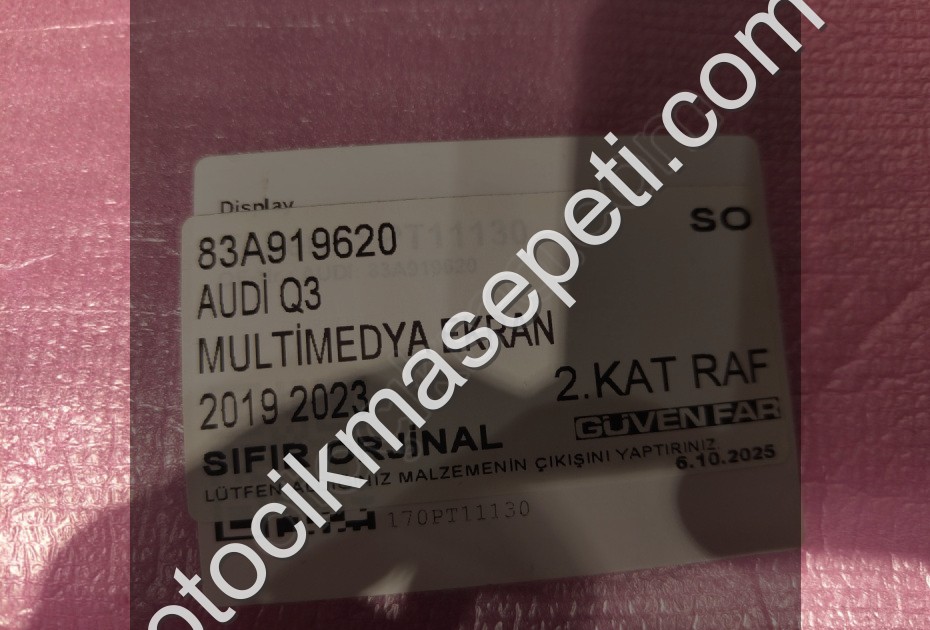 Display
83A919620
SO
AUDİ Q3
MULTİMEDYA EKRAN
2019 2023
2.KAT RAF
SIFIR ORJİNAL
GÜVEN FAR
LÜTFEN MALZEMENİN ÇIKIŞINI YAPTIRINIZ
6.10.2025
170PT11130
otocikmasepeti.com